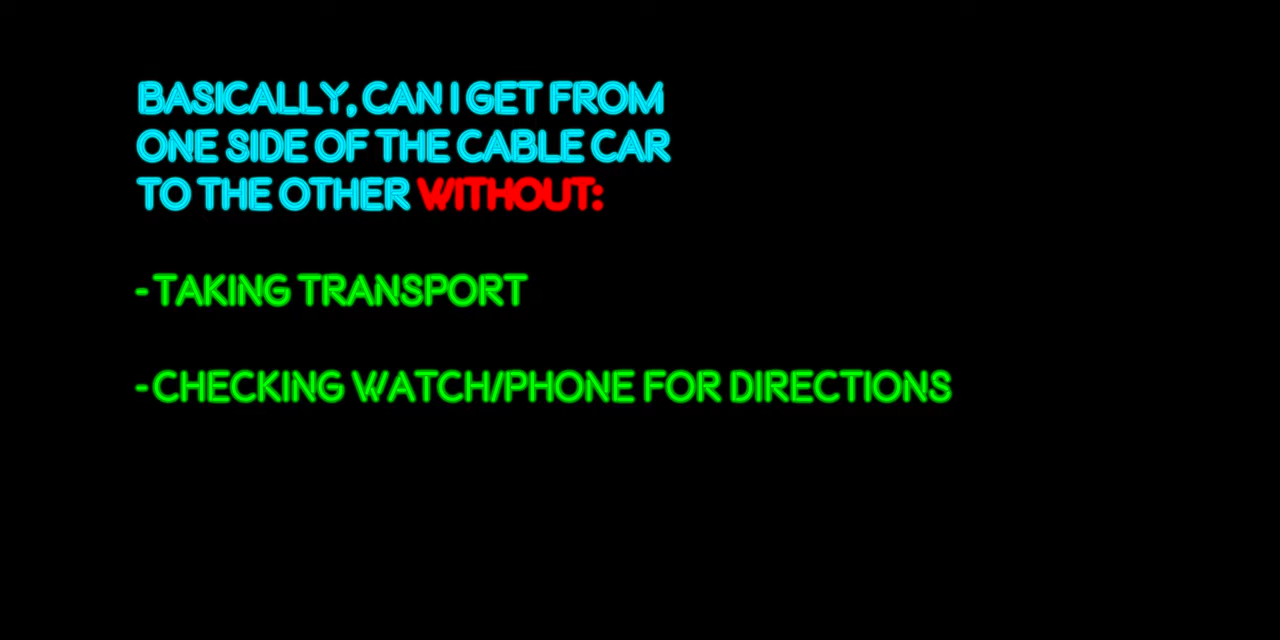 BASICALLY, CAN I GET FROM
ONE SIDE OF THE CABLE CAR
TO THE OTHER WITHOUT:
- TAKING TRANSPORT
- CHECKING WATCH/PHONE FOR DIRECTIONS